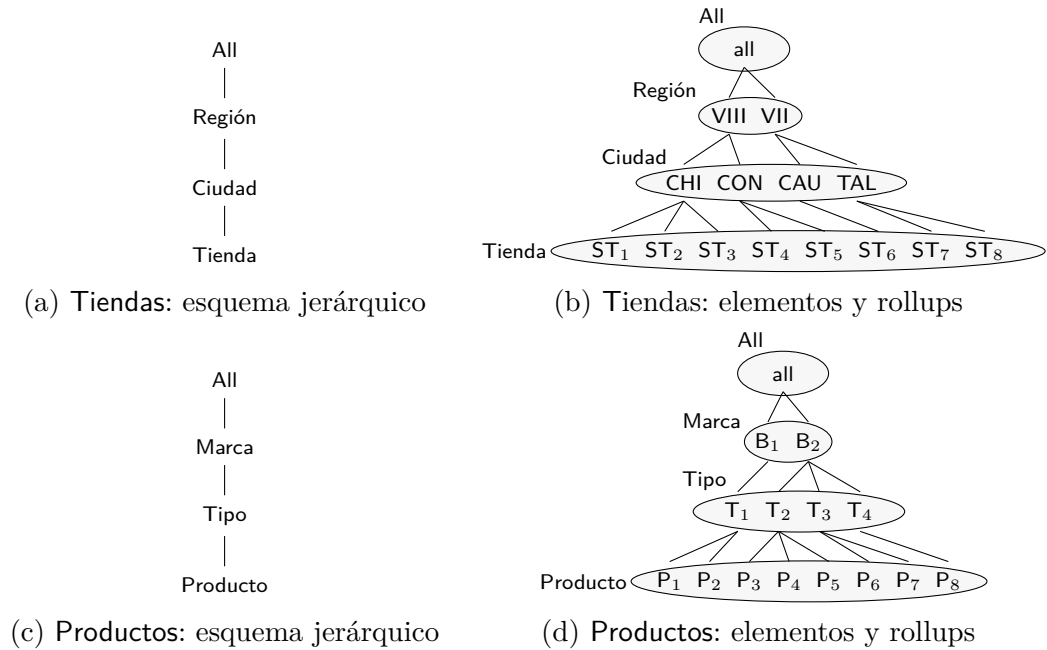 All
Región
Ciudad
Tienda
(a) Tiendas: esquema jerárquico
All
all
Región
VIII VII
Ciudad
CHI CON CAU TAL
Tienda ST₁ ST₂ ST₃ ST₄ ST₅ ST₆ ST₇ ST₈
(b) Tiendas: elementos y rollups
All
Marca
Tipo
Producto
(c) Productos: esquema jerárquico
All
all
Marca
B₁ B₂
Tipo
T₁ T₂ T₃ T₄
Producto P₁ P₂ P₃ P₄ P₅ P₆ P₇ P₈
(d) Productos: elementos y rollups